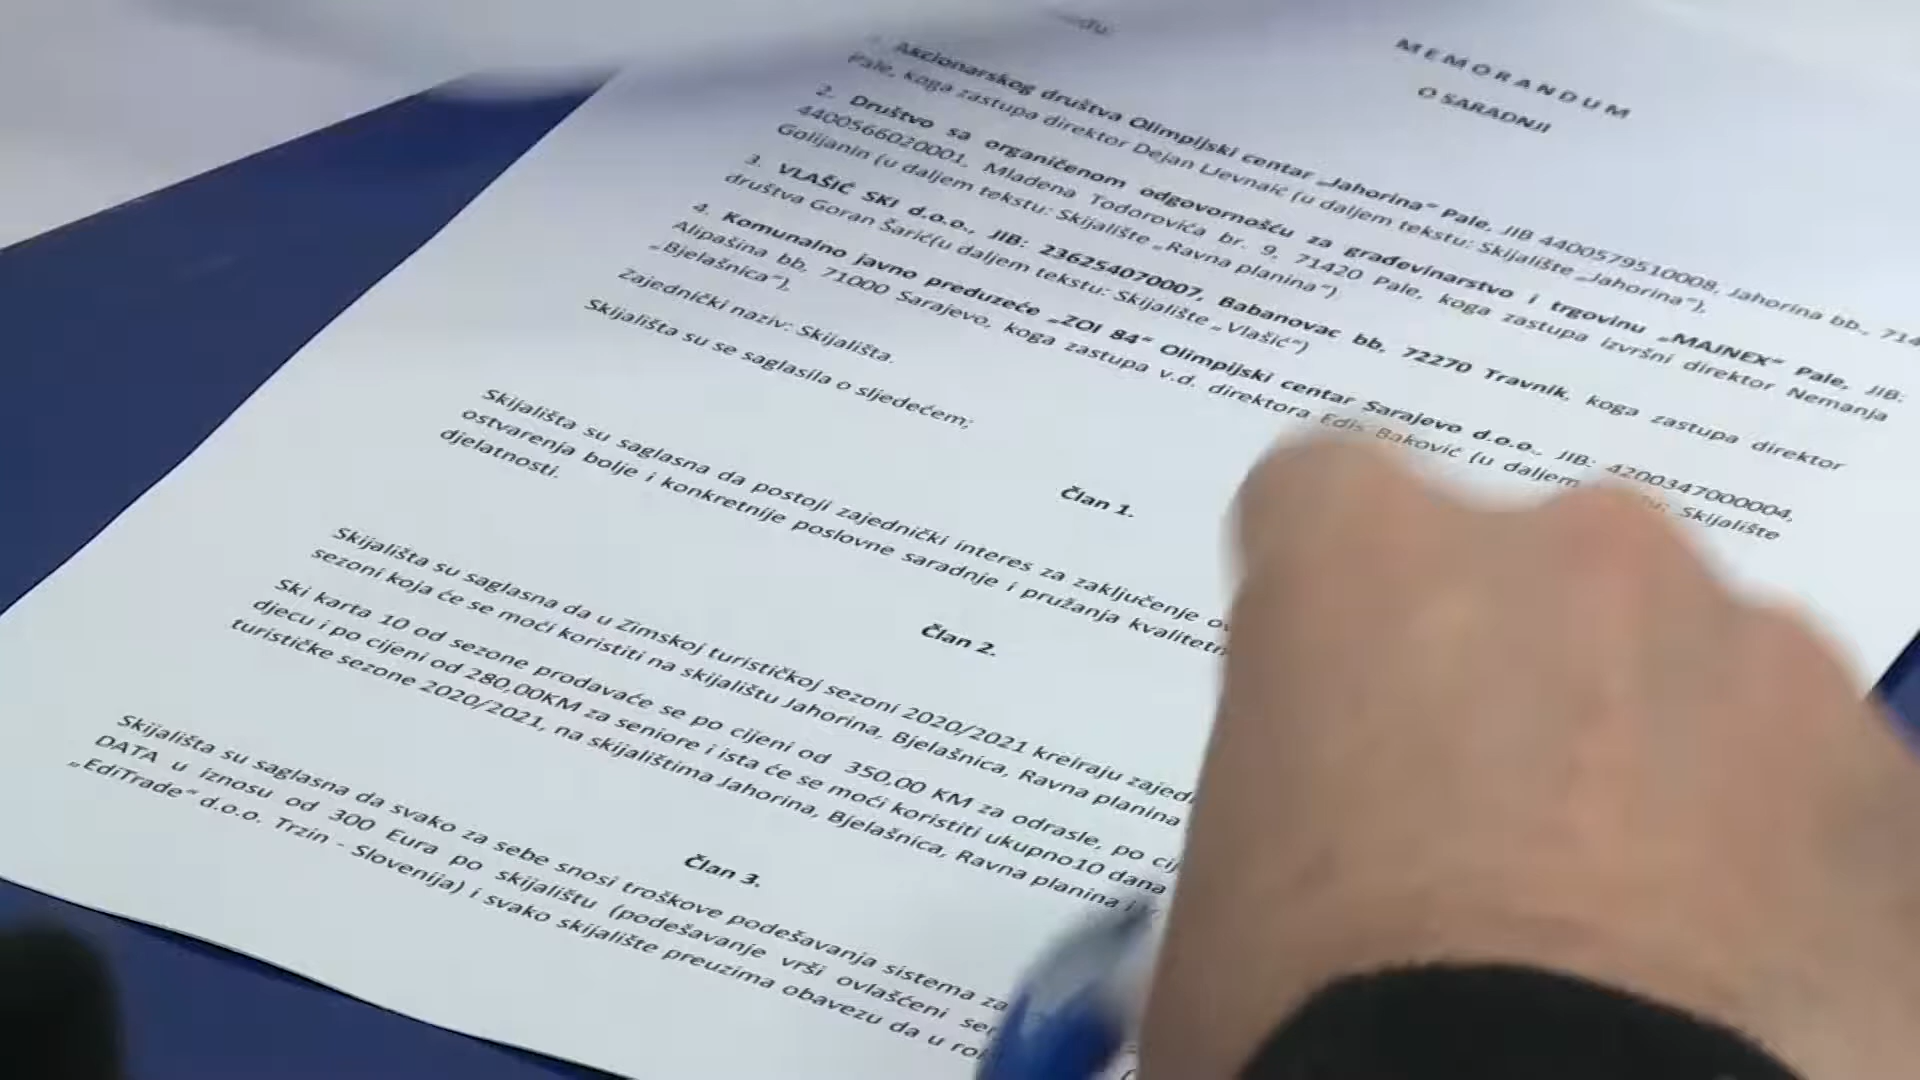 MEMORANDUM
O SARADNJI
Akcionarskog društva Olimpijski centar „Jahorina“ Pale, JIB 4400579510008, Jahorina bb.,
Pale, koga zastupa direktor Dejan LJevnaić (u daljem tekstu: Skijalište „Jahorina“),
2. Društvo sa organičenom odgovornošću za građevinarstvo i trgovinu „MAJNEX“ Pale, JIB:
4400566020001, Mladena Todorovića br. 9, 71420 Pale, koga zastupa izvršni direktor Nemanja
Golijanin (u daljem tekstu: Skijalište „Ravna planina“)
3. VLAŠIĆ SKI d.o.o., JIB: 236254070007, Babanovac bb, 72270 Travnik, koga zastupa direktor
društva Goran Šarić(u daljem tekstu: Skijalište „Vlašić“)
4. Komunalno javno preduzeće „ZOI 84“ Olimpijski centar Sarajevo d.o.o., JIB: 4200347000004,
Alipašina bb, 71000 Sarajevo, koga zastupa v.d. direktora Edis Baković (u daljem Skijalište
„Bjelašnica“),
Zajednički naziv: Skijališta.
Skijališta su se saglasila o sljedećem;
Član 1.
Skijališta su saglasna da postoji zajednički interes za zaključenje
ostvarenja bolje i konkretnije poslovne saradnje i pružanja
djelatnosti.
Član 2.
Skijališta su saglasna da u Zimskoj turističkoj sezoni 2020/2021 kreiraju
sezoni koja će se moći koristiti na skijalištu Jahorina, Bjelašnica, Ravna planina
Ski karta 10 od sezone prodavaće se po cijeni od 350,00 KM za odrasle, po
djecu i po cijeni od 280,00KM za seniore i ista će se moći koristiti ukupno10 dana
turističke sezone 2020/2021, na skijalištima Jahorina, Bjelašnica, Ravna planina i
Član 3.
Skijališta su saglasna da svako za sebe snosi troškove podešavanja sistema za
DATA u iznosu od 300 Eura po skijalištu (podešavanje vrši ovlašćeni
„EdiTrade“ d.o.o. Trzin - Slovenija) i svako skijalište preuzima obavezu da u